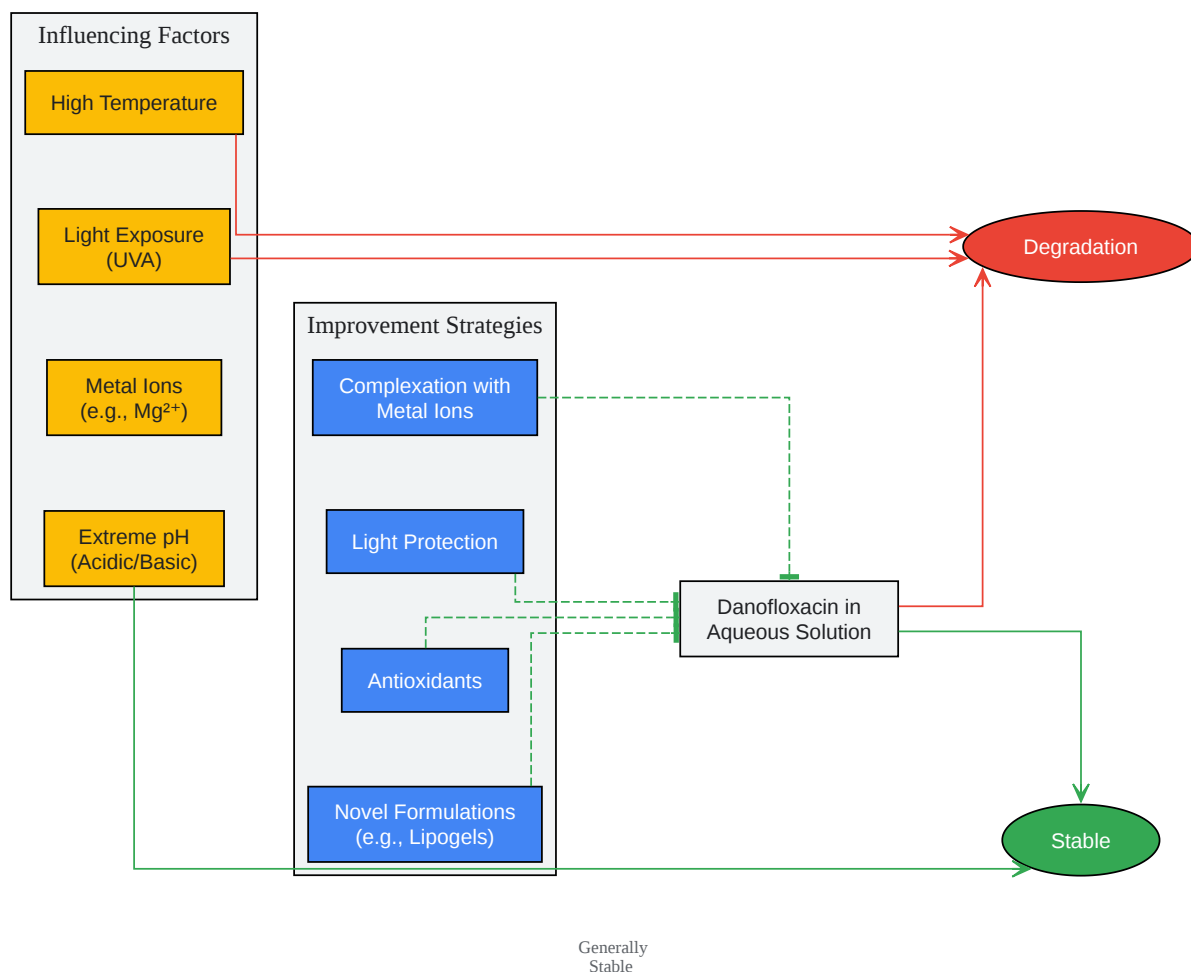 Influencing Factors
High Temperature
Light Exposure
(UVA)
Metal Ions
(e.g., Mg²⁺)
Extreme pH
(Acidic/Basic)
Improvement Strategies
Complexation with
Metal Ions
Light Protection
Antioxidants
Novel Formulations
(e.g., Lipogels)
Danofloxacin in
Aqueous Solution
Degradation
Stable
Generally
Stable